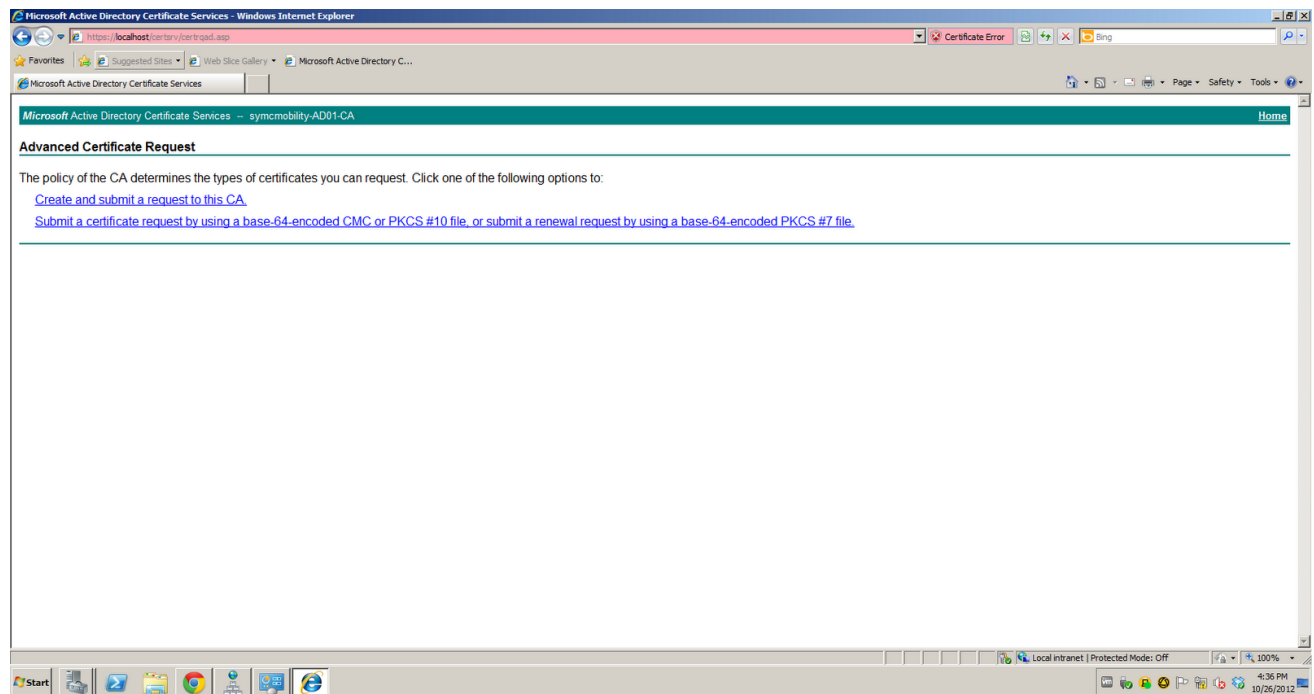 Microsoft Active Directory Certificate Services - Windows Internet Explorer
https://localhost/certsrv/certrqad.asp
Certificate Error
Bing
Favorites Suggested Sites Web Slice Gallery Microsoft Active Directory C...
Microsoft Active Directory Certificate Services
Page Safety Tools
Microsoft Active Directory Certificate Services -- symcmobility-AD01-CA Home
Advanced Certificate Request
The policy of the CA determines the types of certificates you can request. Click one of the following options to:
Create and submit a request to this CA.
Submit a certificate request by using a base-64-encoded CMC or PKCS #10 file, or submit a renewal request by using a base-64-encoded PKCS #7 file.
Local intranet | Protected Mode: Off 100%
Start
4:36 PM
10/26/2012